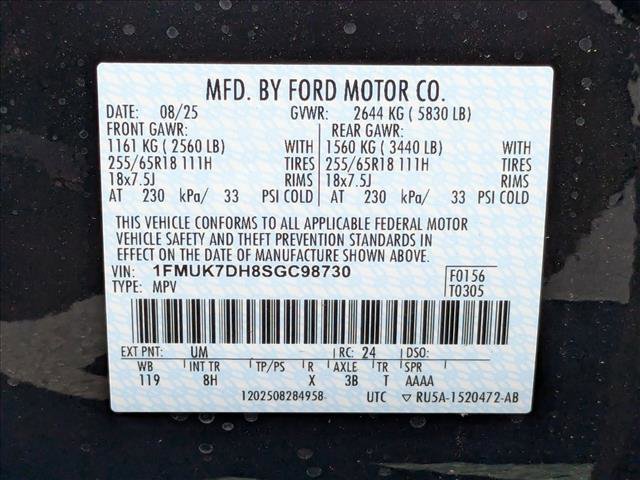 MFD. BY FORD MOTOR CO.
DATE: 08/25 GVWR: 2644 KG ( 5830 LB)
FRONT GAWR: REAR GAWR:
1161 KG ( 2560 LB) WITH 1560 KG ( 3440 LB) WITH
255/65R18 111H TIRES 255/65R18 111H TIRES
18x7.5J RIMS 18x7.5J RIMS
AT 230 kPa/ 33 PSI COLD AT 230 kPa/ 33 PSI COLD
THIS VEHICLE CONFORMS TO ALL APPLICABLE FEDERAL MOTOR
VEHICLE SAFETY AND THEFT PREVENTION STANDARDS IN
EFFECT ON THE DATE OF MANUFACTURE SHOWN ABOVE.
VIN: 1FMUK7DH8SGC98730 F0156
TYPE: MPV T0305
EXT PNT: UM RC: 24 DSO:
WB INT TR TP/PS R AXLE TR SPR
119 8H X 3B T AAAA
1202508284958 UTC ▽ RU5A-1520472-AB